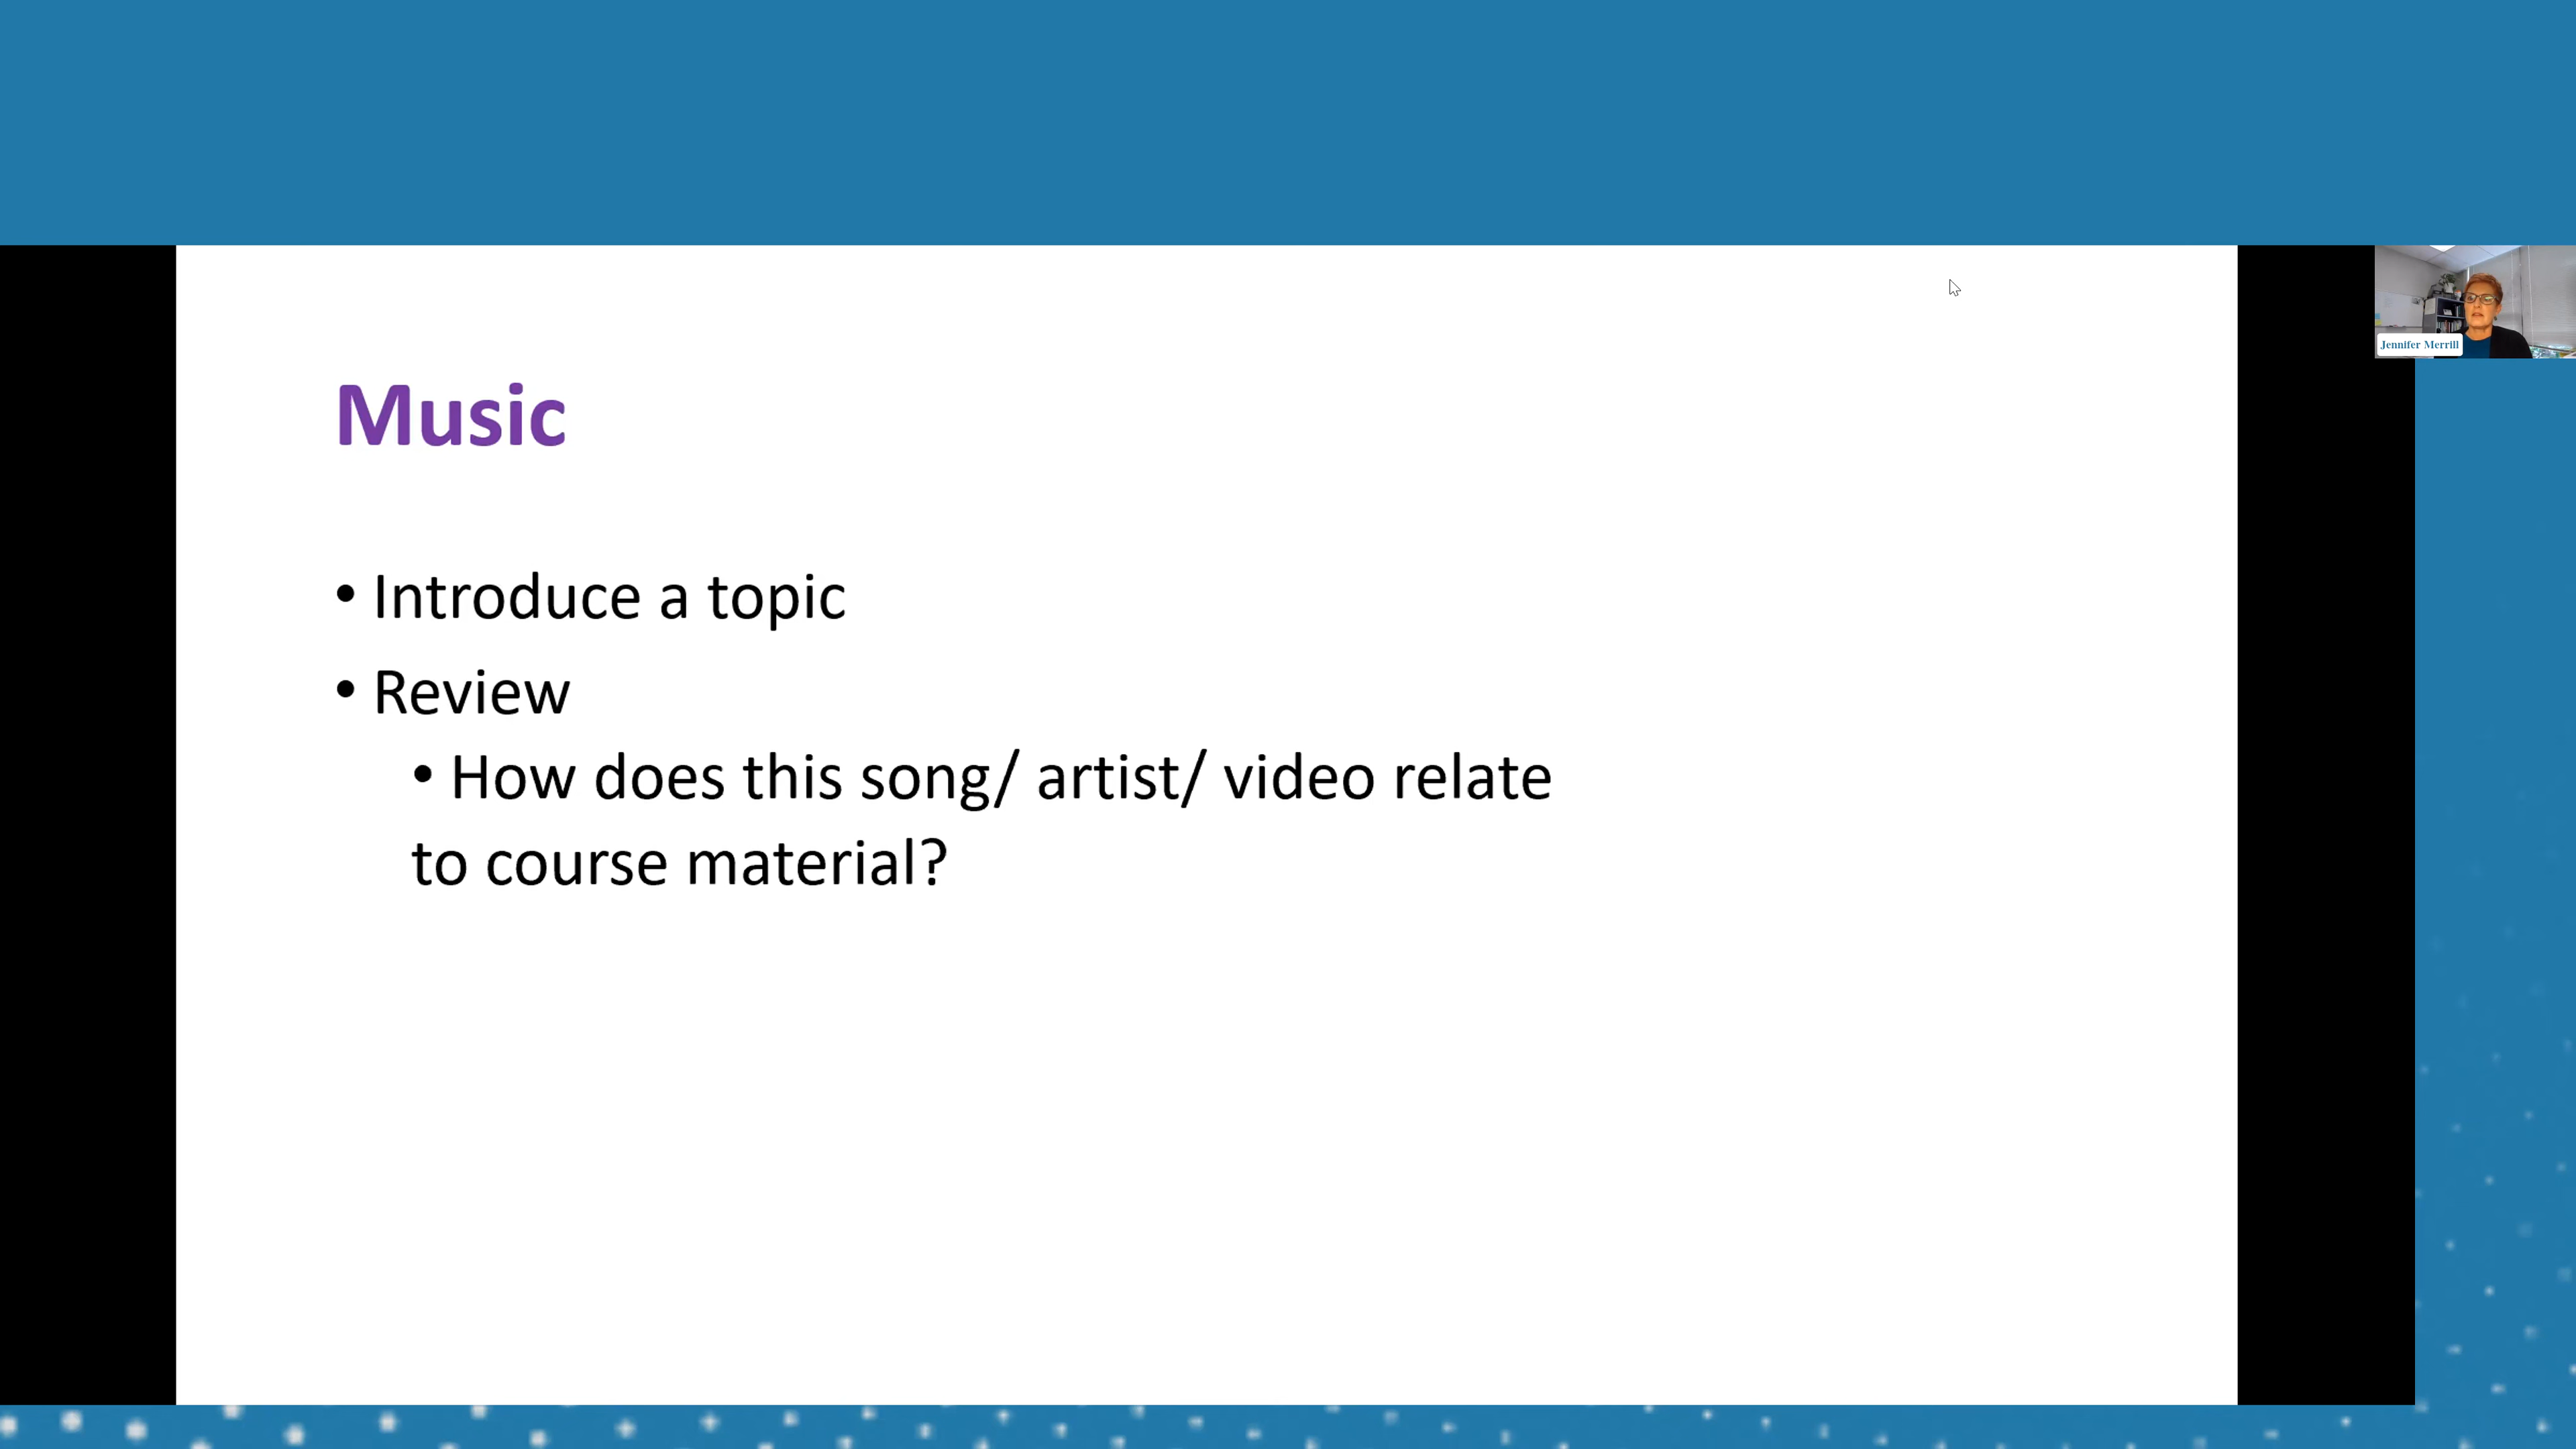 Music
• Introduce a topic
• Review
• How does this song/ artist/ video relate
to course material?
Jennifer Merrill